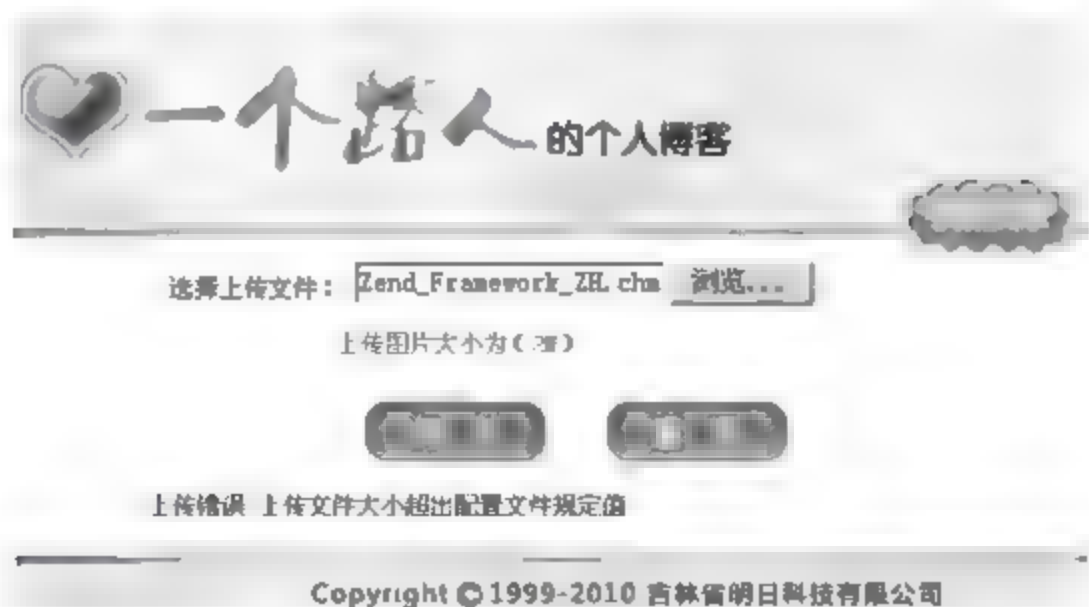 一个路人的个人博客
选择上传文件： Zend_Framework_ZH.chm 浏览...
上传图片大小为(
上传错误 上传文件大小超出配置文件规定值
Copyright © 1999-2010 吉林省明日科技有限公司